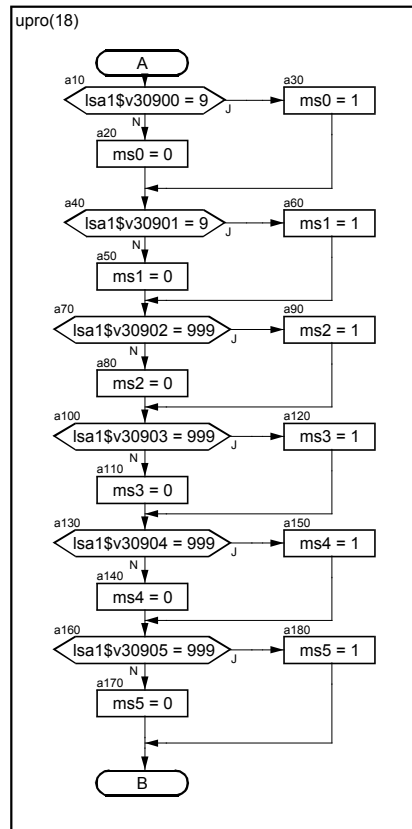 upro(18)
A
a10
lsa1$v30900 = 9
J
a30
ms0 = 1
N
a20
ms0 = 0
a40
lsa1$v30901 = 9
J
a60
ms1 = 1
N
a50
ms1 = 0
a70
lsa1$v30902 = 999
J
a90
ms2 = 1
N
a80
ms2 = 0
a100
lsa1$v30903 = 999
J
a120
ms3 = 1
N
a110
ms3 = 0
a130
lsa1$v30904 = 999
J
a150
ms4 = 1
N
a140
ms4 = 0
a160
lsa1$v30905 = 999
J
a180
ms5 = 1
N
a170
ms5 = 0
B